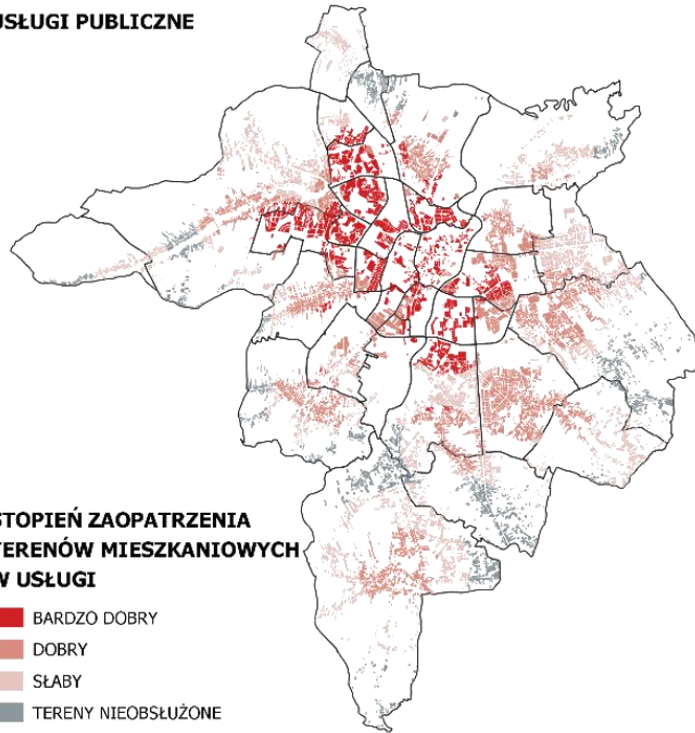 USŁUGI PUBLICZNE
STOPIEŃ ZAOPATRZENIA
TERENÓW MIESZKANIOWYCH
W USŁUGI
BARDZO DOBRY
DOBRY
SŁABY
TERENY NIEOBSŁUŻONE